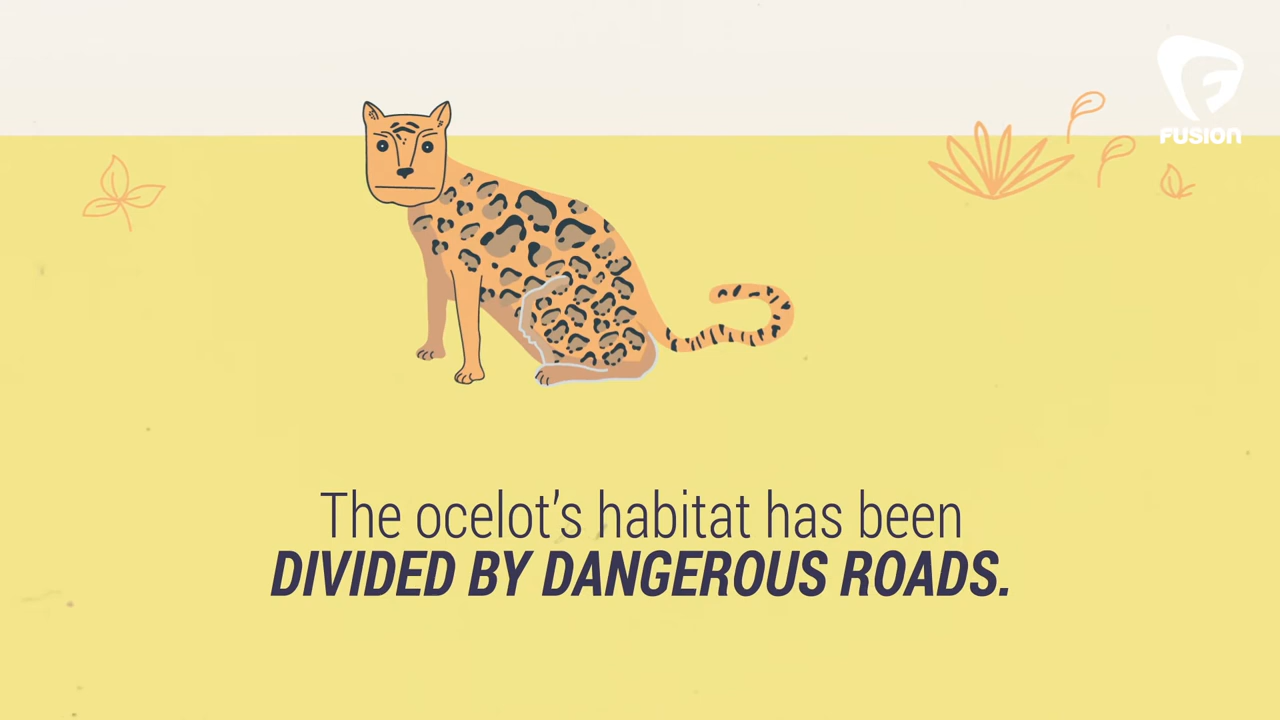 FUSION
The ocelot’s habitat has been
DIVIDED BY DANGEROUS ROADS.